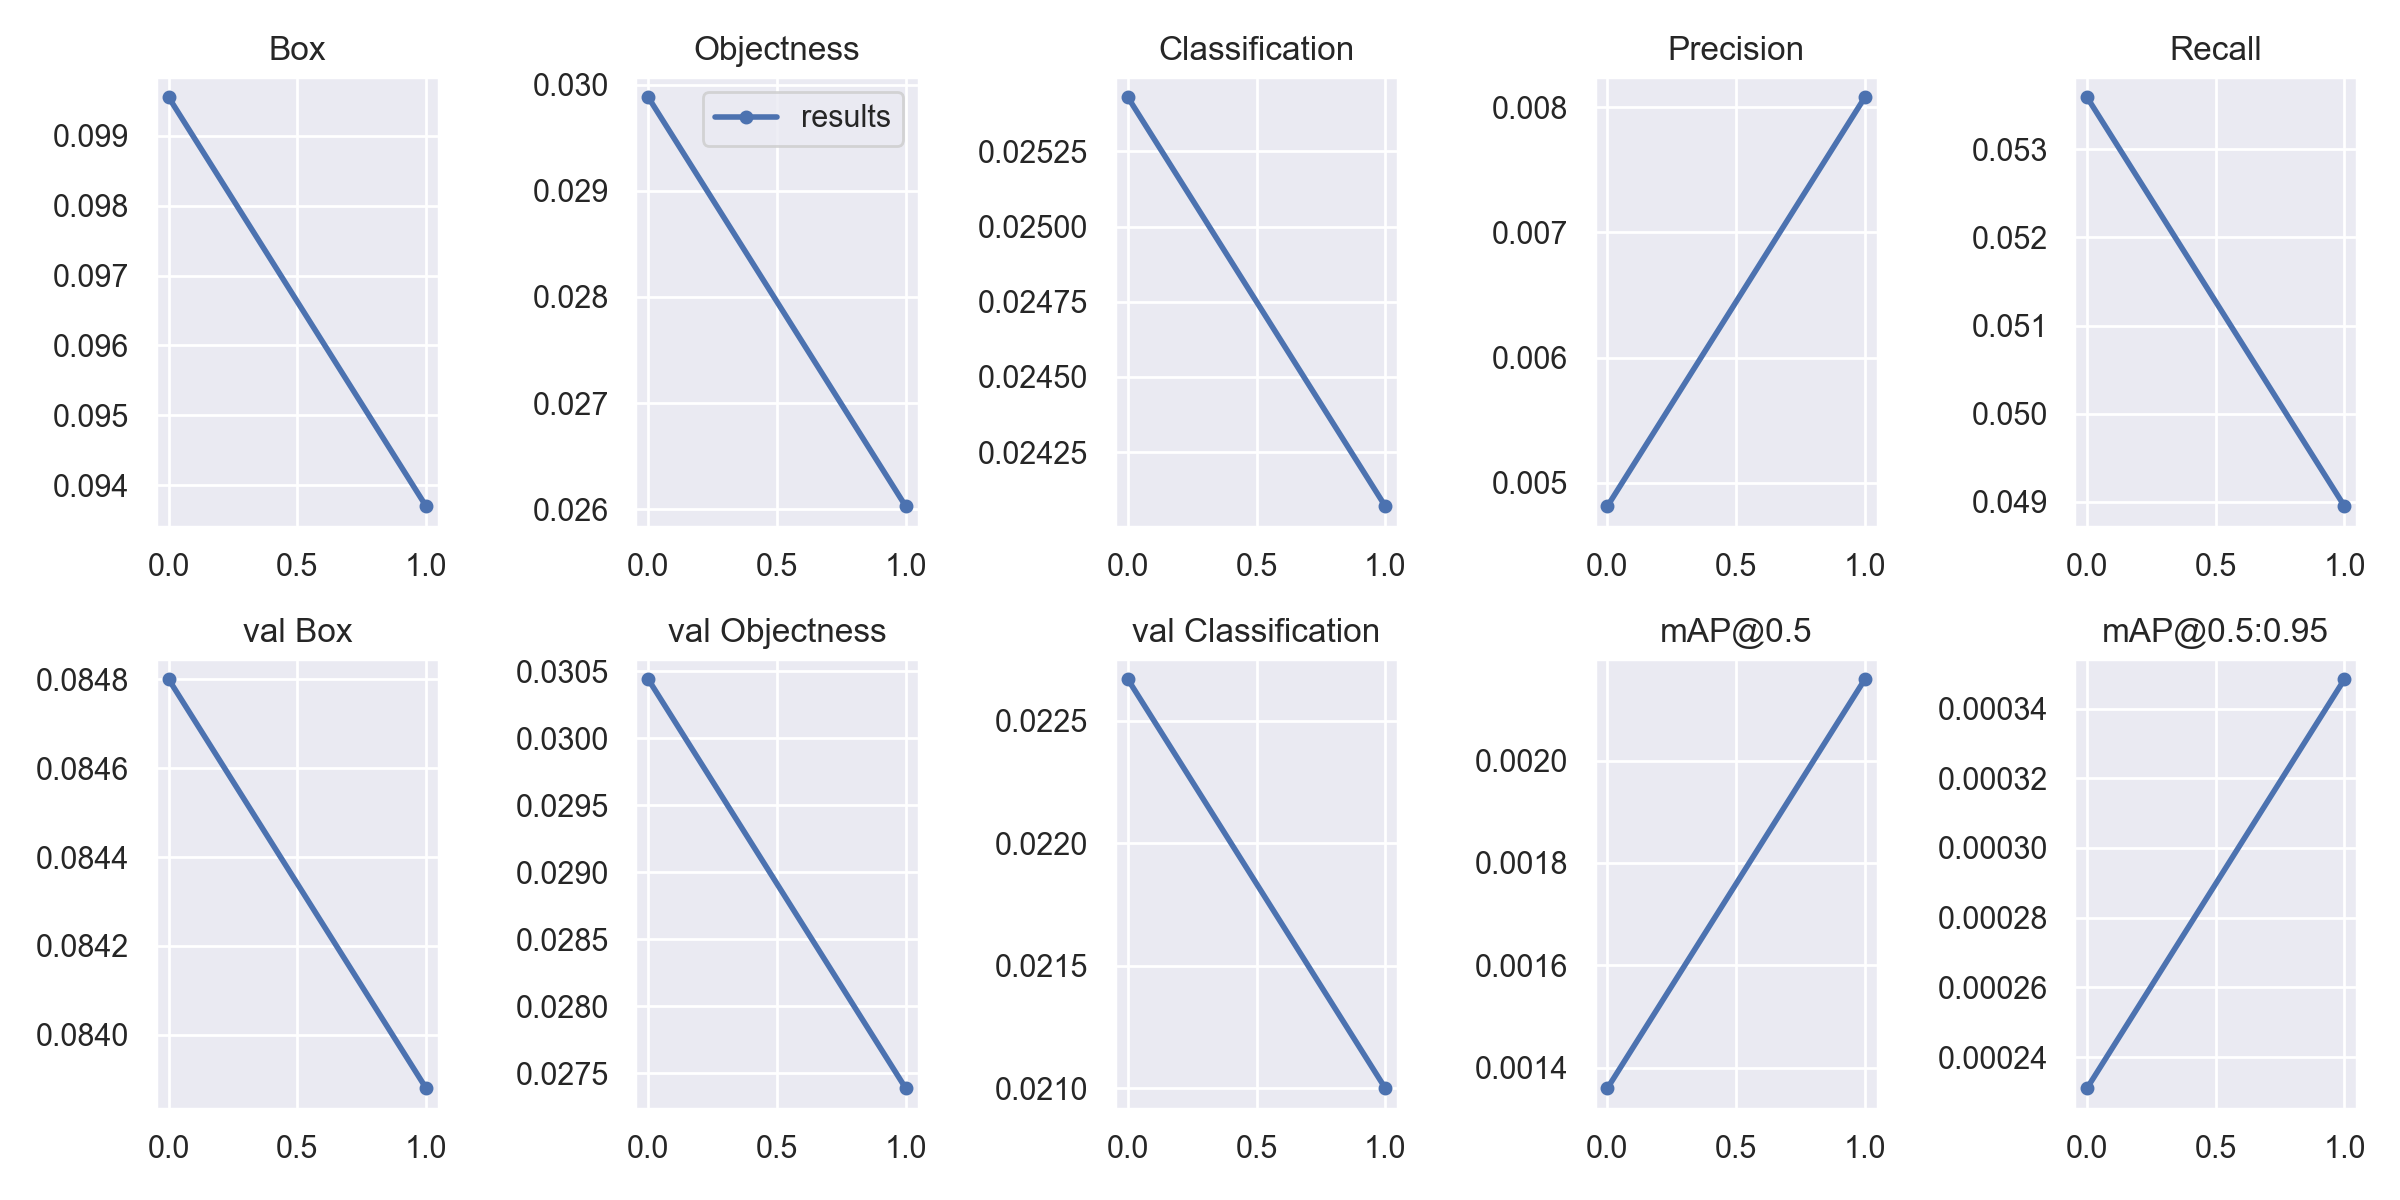 Box
0.099
0.098
0.097
0.096
0.095
0.094
0.0 0.5 1.0
Objectness
results
0.030
0.029
0.028
0.027
0.026
0.0 0.5 1.0
Classification
0.02525
0.02500
0.02475
0.02450
0.02425
0.0 0.5 1.0
Precision
0.008
0.007
0.006
0.005
0.0 0.5 1.0
Recall
0.053
0.052
0.051
0.050
0.049
0.0 0.5 1.0
val Box
0.0848
0.0846
0.0844
0.0842
0.0840
0.0 0.5 1.0
val Objectness
0.0305
0.0300
0.0295
0.0290
0.0285
0.0280
0.0275
0.0 0.5 1.0
val Classification
0.0225
0.0220
0.0215
0.0210
0.0 0.5 1.0
mAP@0.5
0.0020
0.0018
0.0016
0.0014
0.0 0.5 1.0
mAP@0.5:0.95
0.00034
0.00032
0.00030
0.00028
0.00026
0.00024
0.0 0.5 1.0